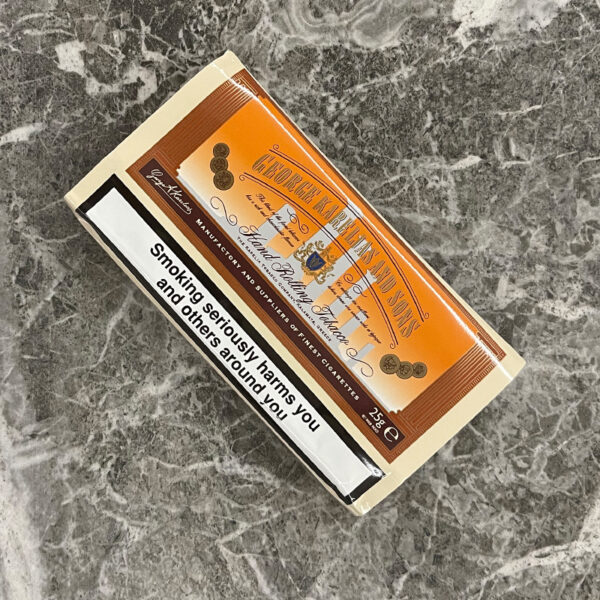 GEORGE KARELIAS AND SONS
Hand Rolling Tobacco
MANUFACTORY AND SUPPLIERS OF FINEST CIGARETTES
25g e
Smoking seriously harms you
and others around you